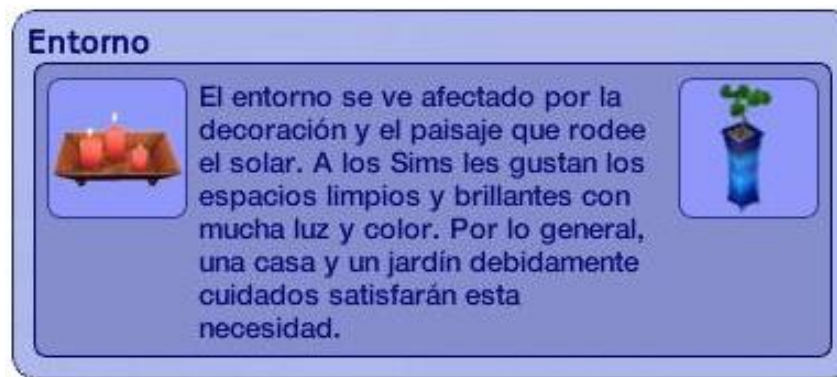 Entorno
El entorno se ve afectado por la
decoración y el paisaje que rodee
el solar. A los Sims les gustan los
espacios limpios y brillantes con
mucha luz y color. Por lo general,
una casa y un jardín debidamente
cuidados satisfarán esta
necesidad.